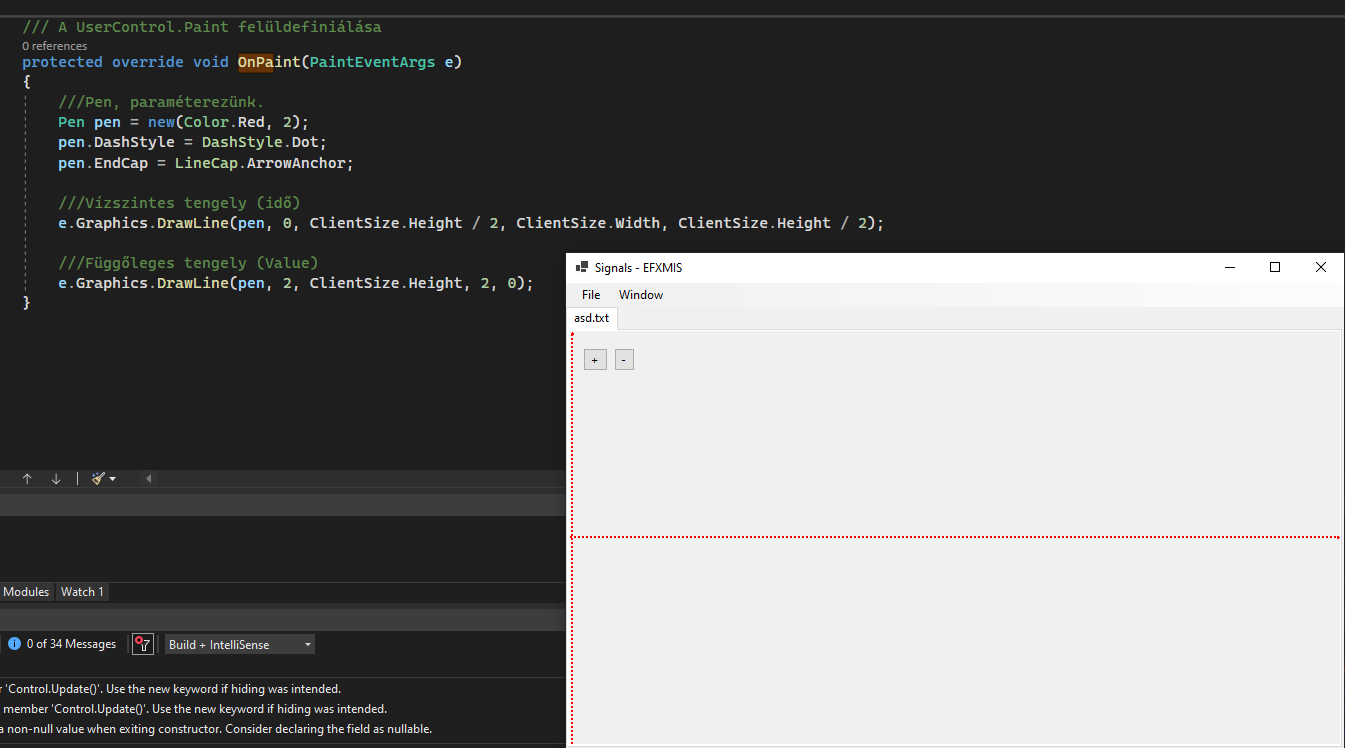 /// A UserControl.Paint felüldefiniálása
0 references
protected override void OnPaint(PaintEventArgs e)
{
///Pen, paraméterezünk.
Pen pen = new(Color.Red, 2);
pen.DashStyle = DashStyle.Dot;
pen.EndCap = LineCap.ArrowAnchor;
///Vízszintes tengely (idő)
e.Graphics.DrawLine(pen, 0, ClientSize.Height / 2, ClientSize.Width, ClientSize.Height / 2);
///Függőleges tengely (Value)
e.Graphics.DrawLine(pen, 2, ClientSize.Height, 2, 0);
}
Signals - EFXMIS
File Window
asd.txt
+ -
Modules Watch 1
0 of 34 Messages Build + IntelliSense
'Control.Update()'. Use the new keyword if hiding was intended.
member 'Control.Update()'. Use the new keyword if hiding was intended.
a non-null value when exiting constructor. Consider declaring the field as nullable.